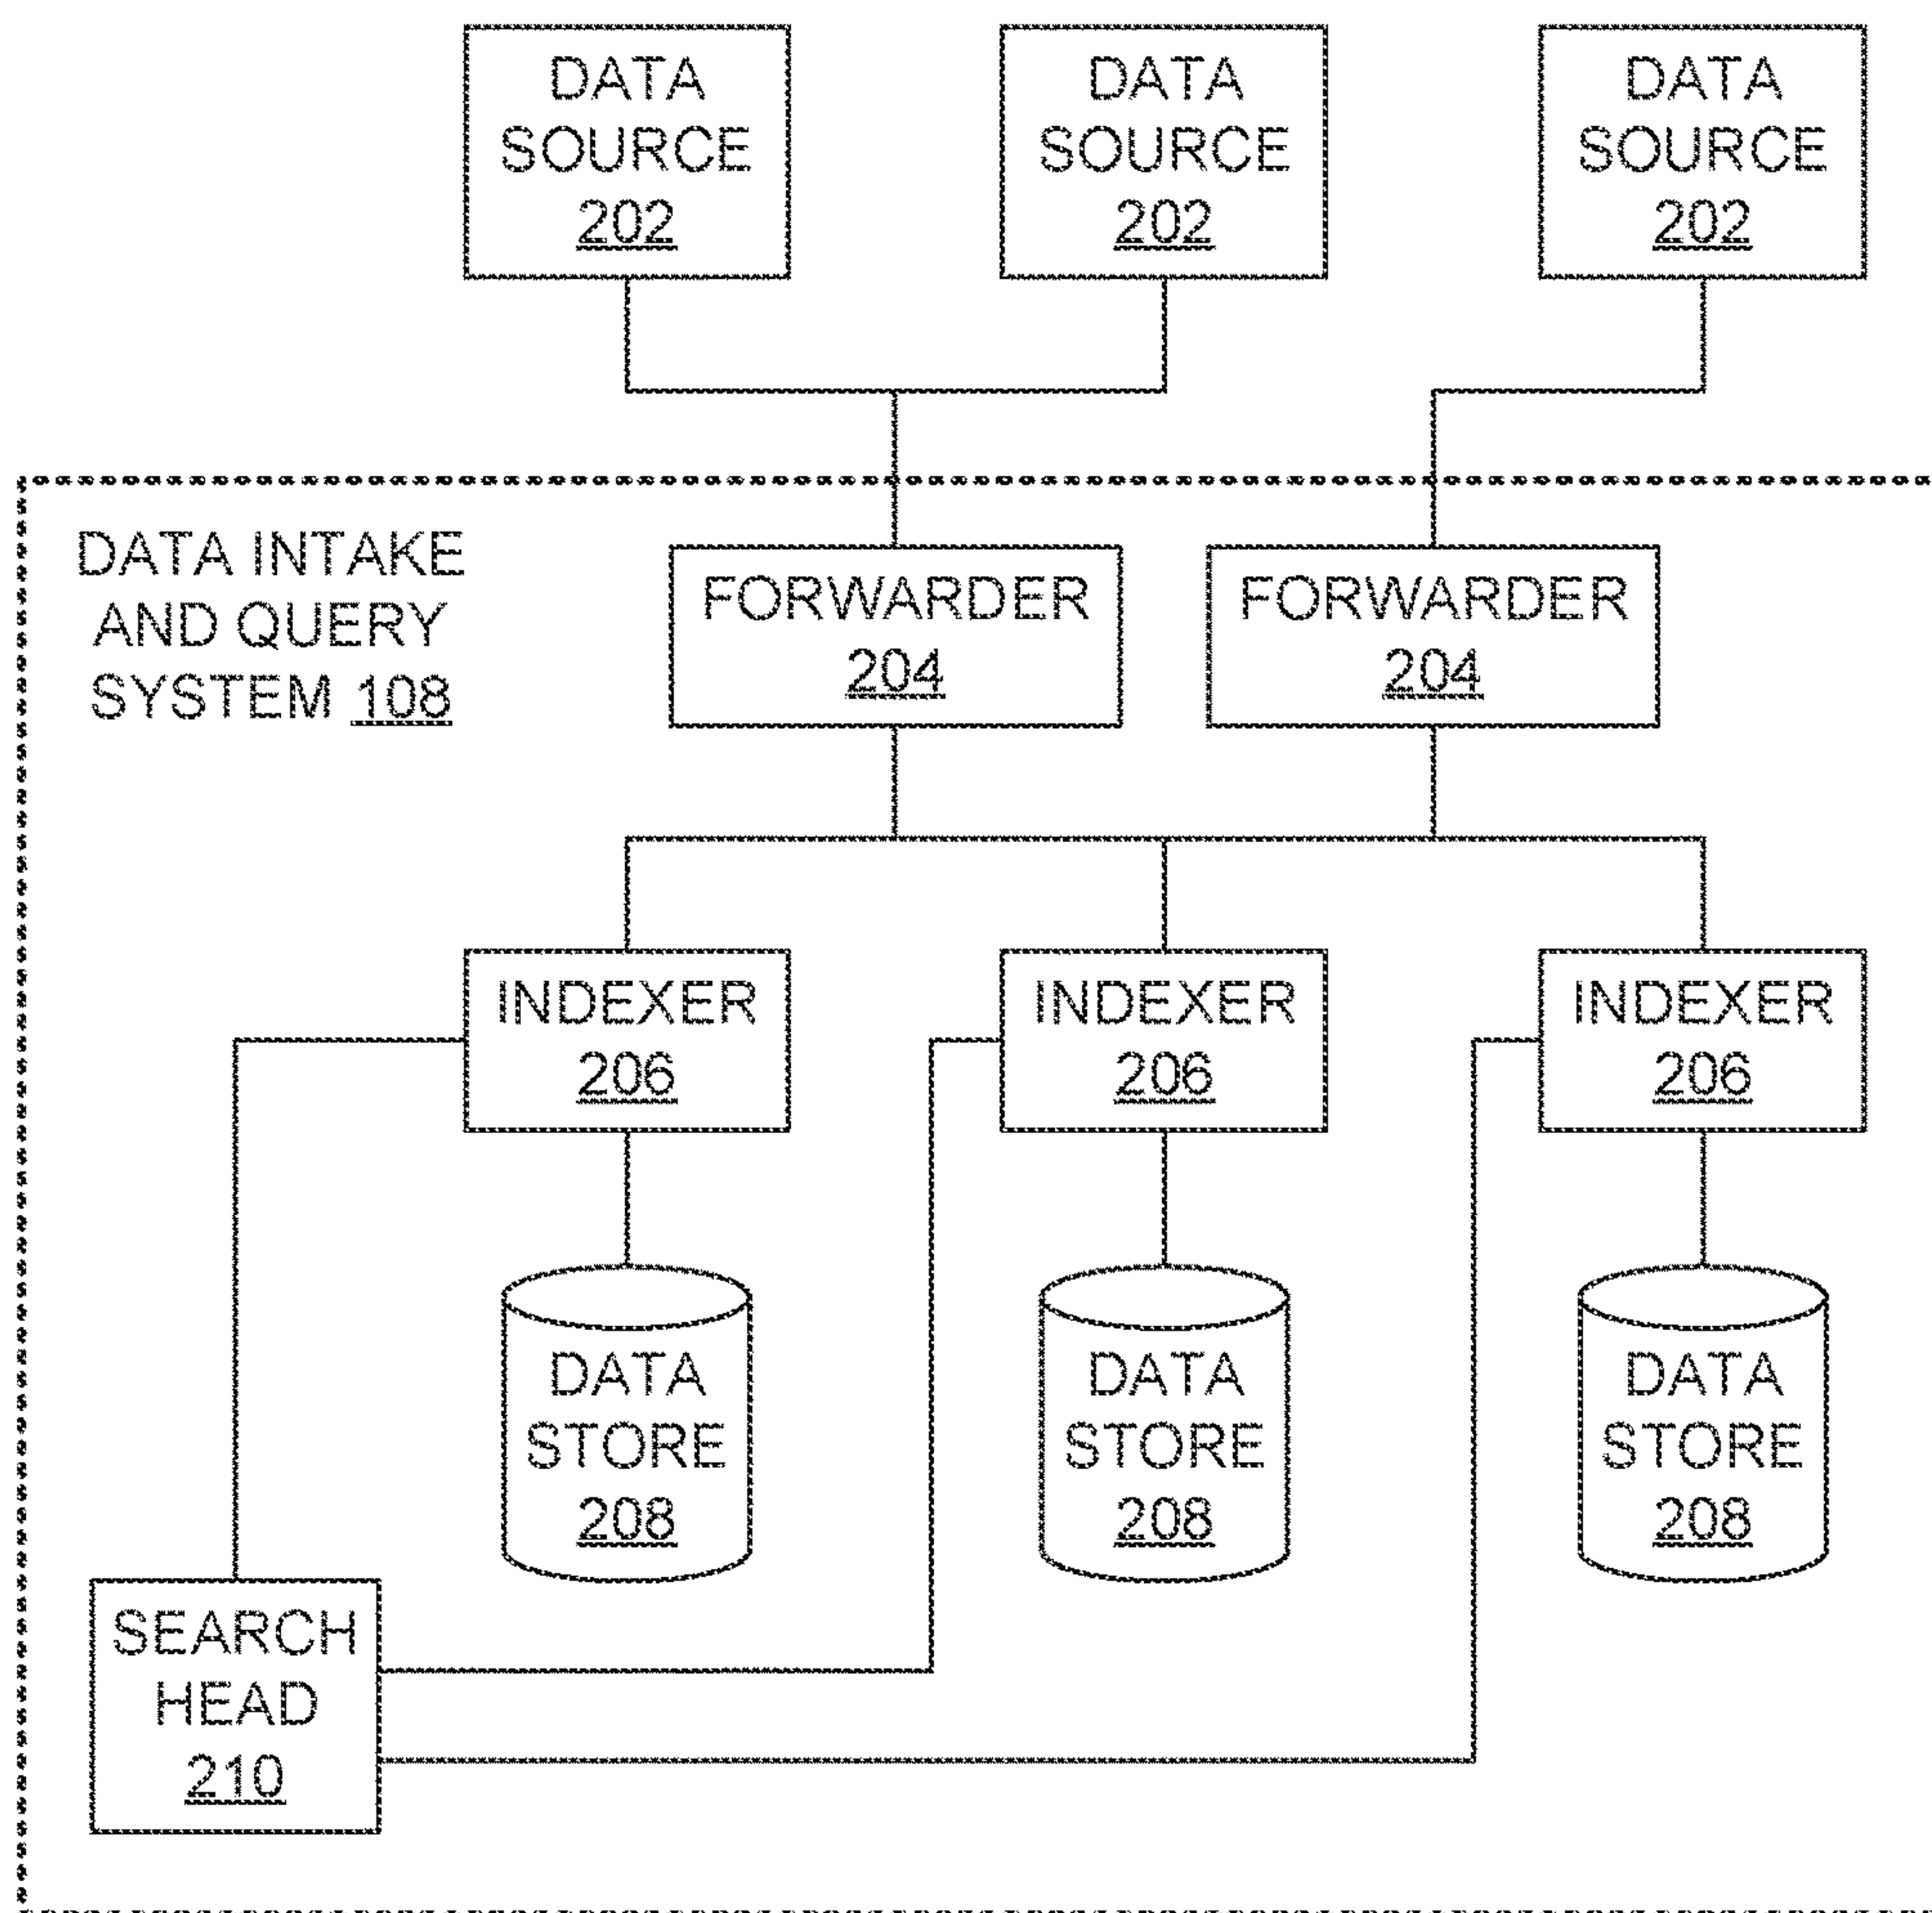 DATA
SOURCE
202
DATA
SOURCE
202
DATA
SOURCE
202
DATA INTAKE
AND QUERY
SYSTEM 108
FORWARDER
204
FORWARDER
204
INDEXER
206
INDEXER
206
INDEXER
206
DATA
STORE
208
DATA
STORE
208
DATA
STORE
208
SEARCH
HEAD
210